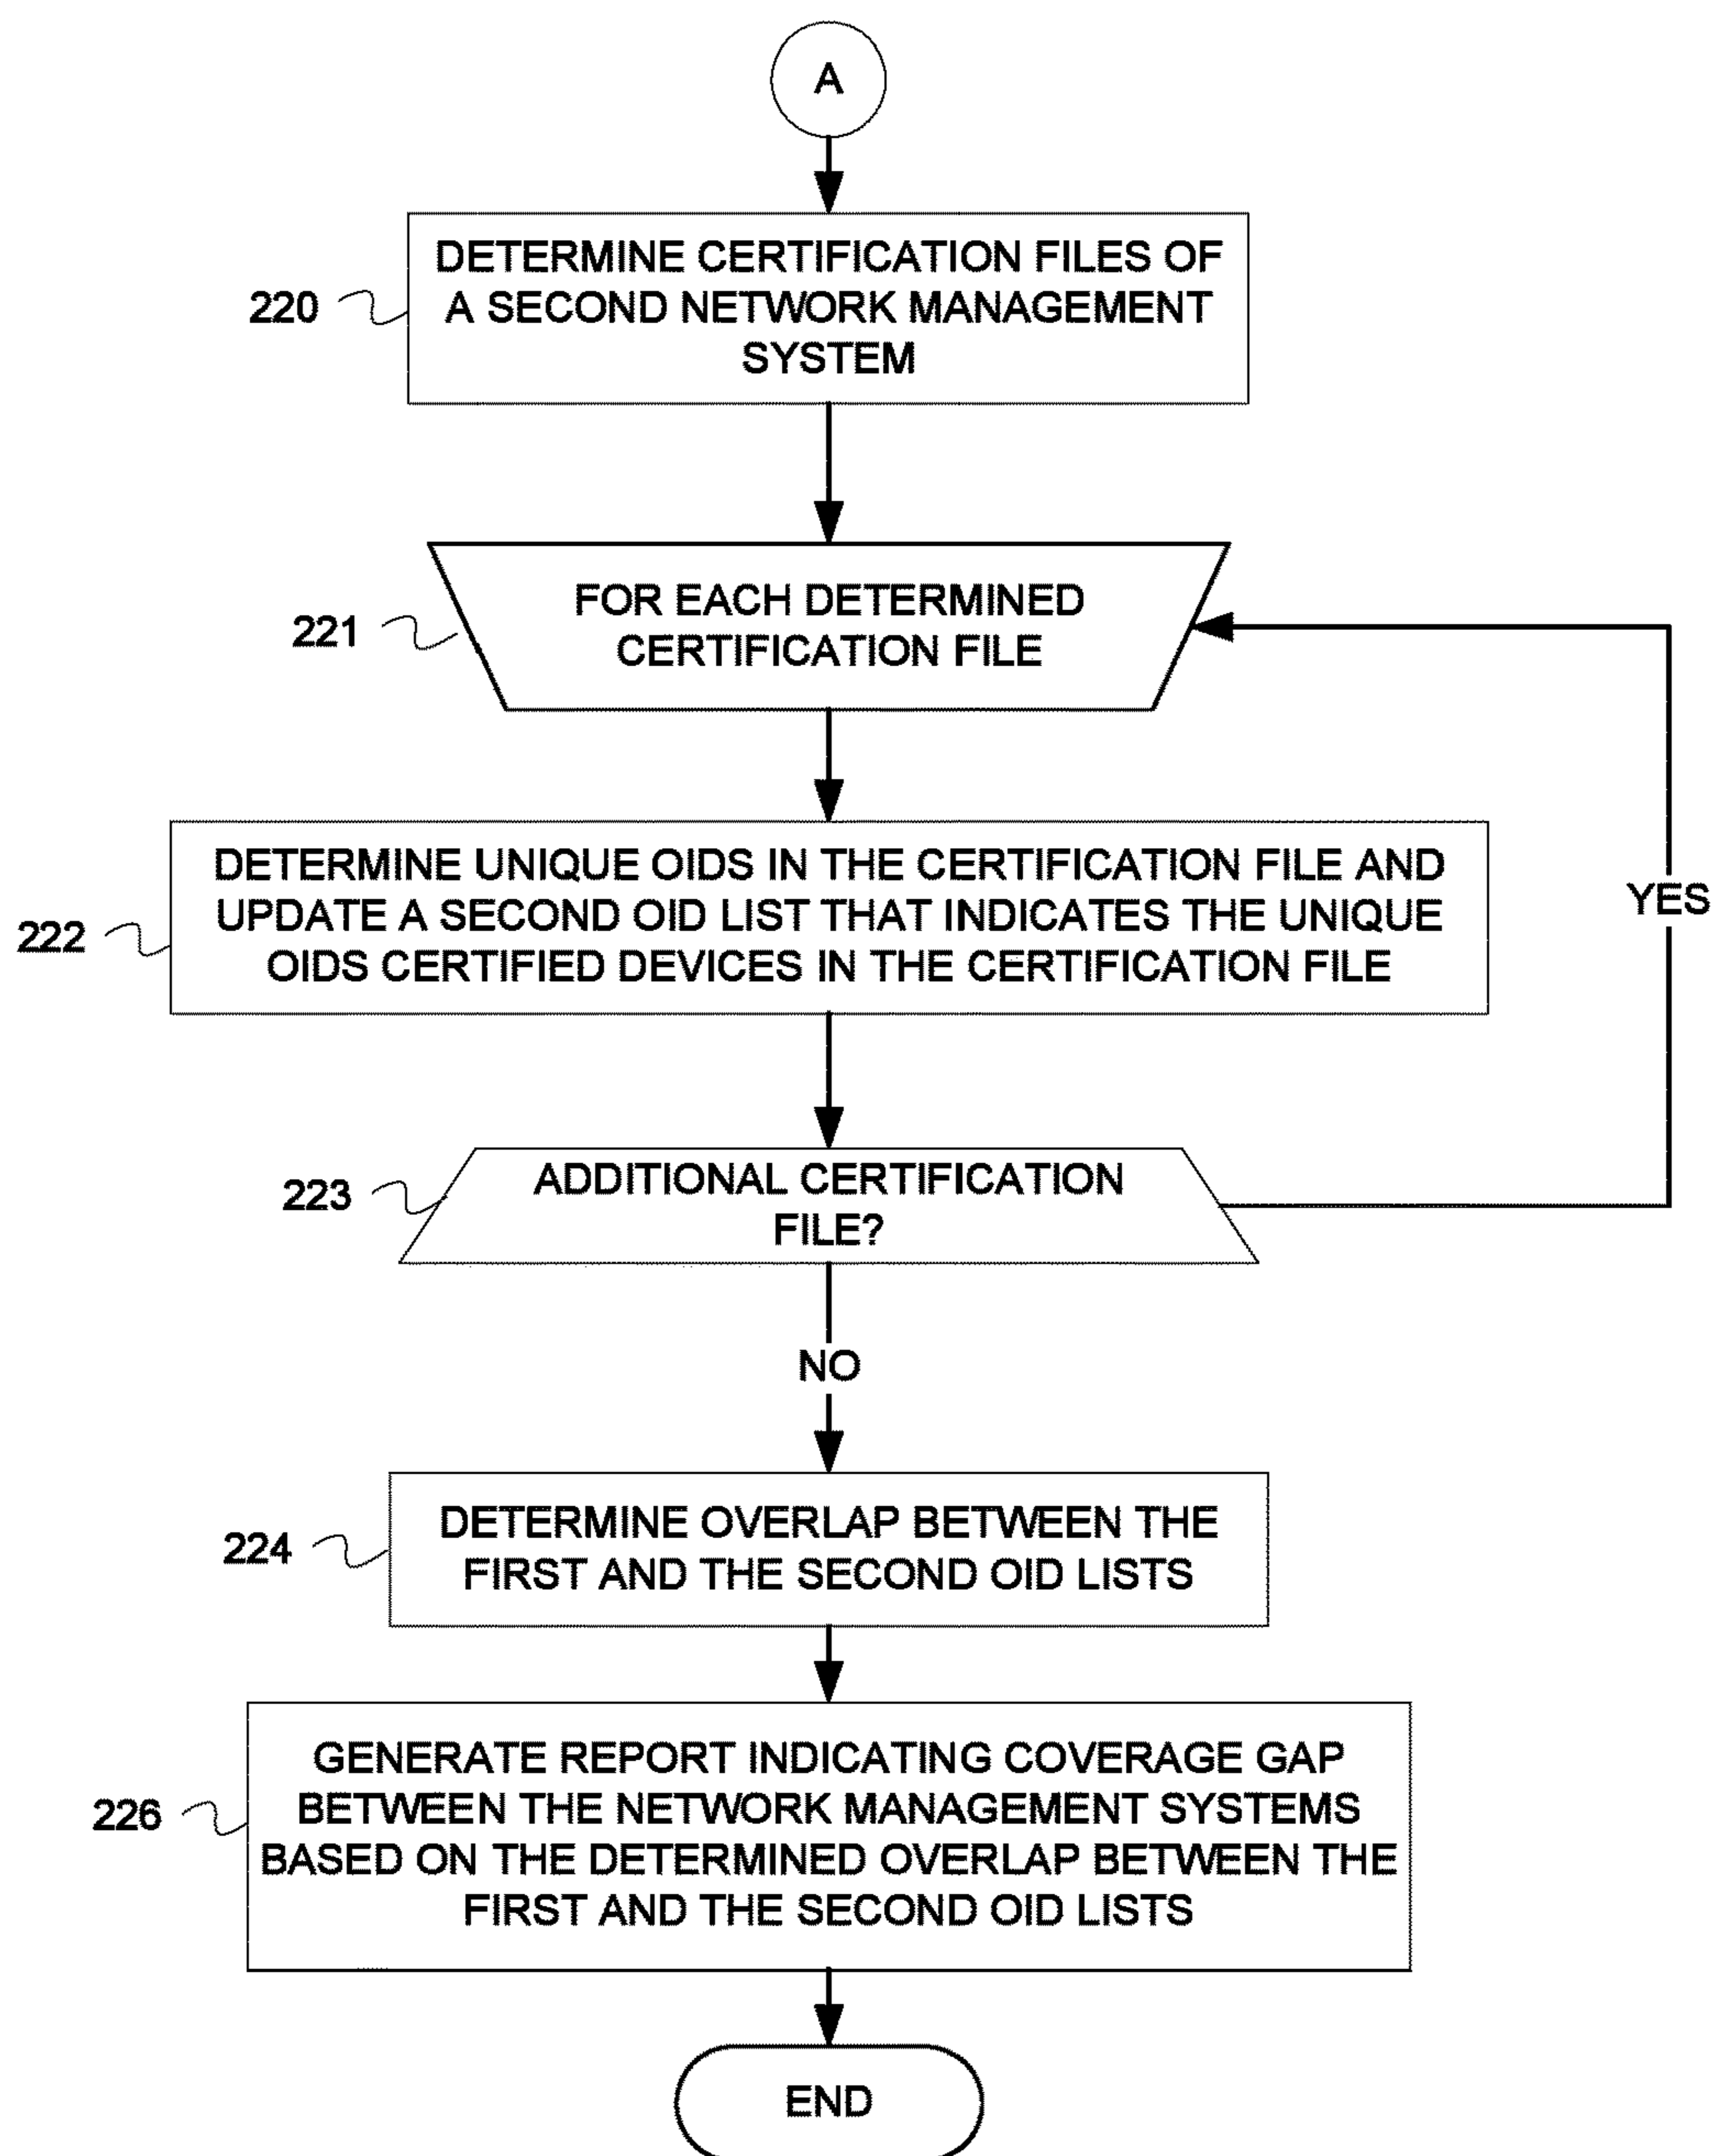 A
220
DETERMINE CERTIFICATION FILES OF
A SECOND NETWORK MANAGEMENT
SYSTEM
221
FOR EACH DETERMINED
CERTIFICATION FILE
222
DETERMINE UNIQUE OIDS IN THE CERTIFICATION FILE AND
UPDATE A SECOND OID LIST THAT INDICATES THE UNIQUE
OIDS CERTIFIED DEVICES IN THE CERTIFICATION FILE
YES
223
ADDITIONAL CERTIFICATION
FILE?
NO
224
DETERMINE OVERLAP BETWEEN THE
FIRST AND THE SECOND OID LISTS
226
GENERATE REPORT INDICATING COVERAGE GAP
BETWEEN THE NETWORK MANAGEMENT SYSTEMS
BASED ON THE DETERMINED OVERLAP BETWEEN THE
FIRST AND THE SECOND OID LISTS
END